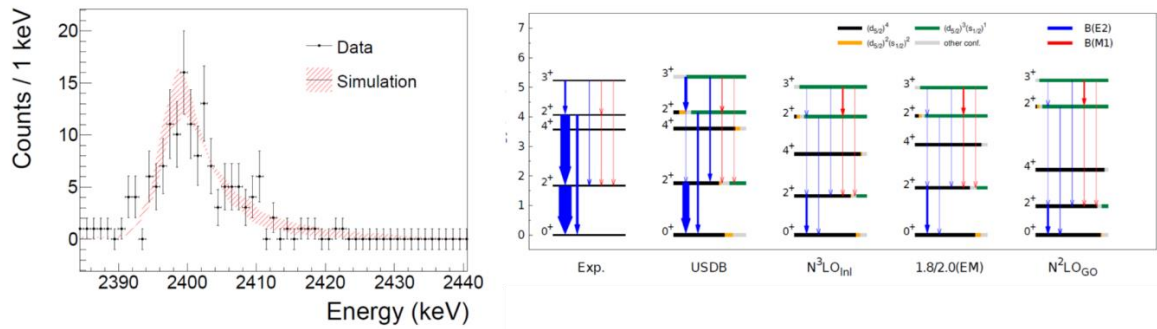 Counts / 1 keV
20
15
10
5
0
Data
Simulation
2390
2400
2410
2420
2430
2440
Energy (keV)
(d₅/₂)⁴
(d₅/₂)³(s₁/₂)¹
(d₅/₂)²(s₁/₂)²
other conf.
B(E2)
B(M1)
7
6
5
4
3
2
1
0
3⁺
2⁺
4⁺
2⁺
0⁺
3⁺
2⁺
4⁺
2⁺
0⁺
3⁺
2⁺
4⁺
2⁺
0⁺
3⁺
2⁺
4⁺
2⁺
0⁺
3⁺
2⁺
4⁺
2⁺
0⁺
Exp.
USDB
N³LO_lnl
1.8/2.0(EM)
N²LO_GO